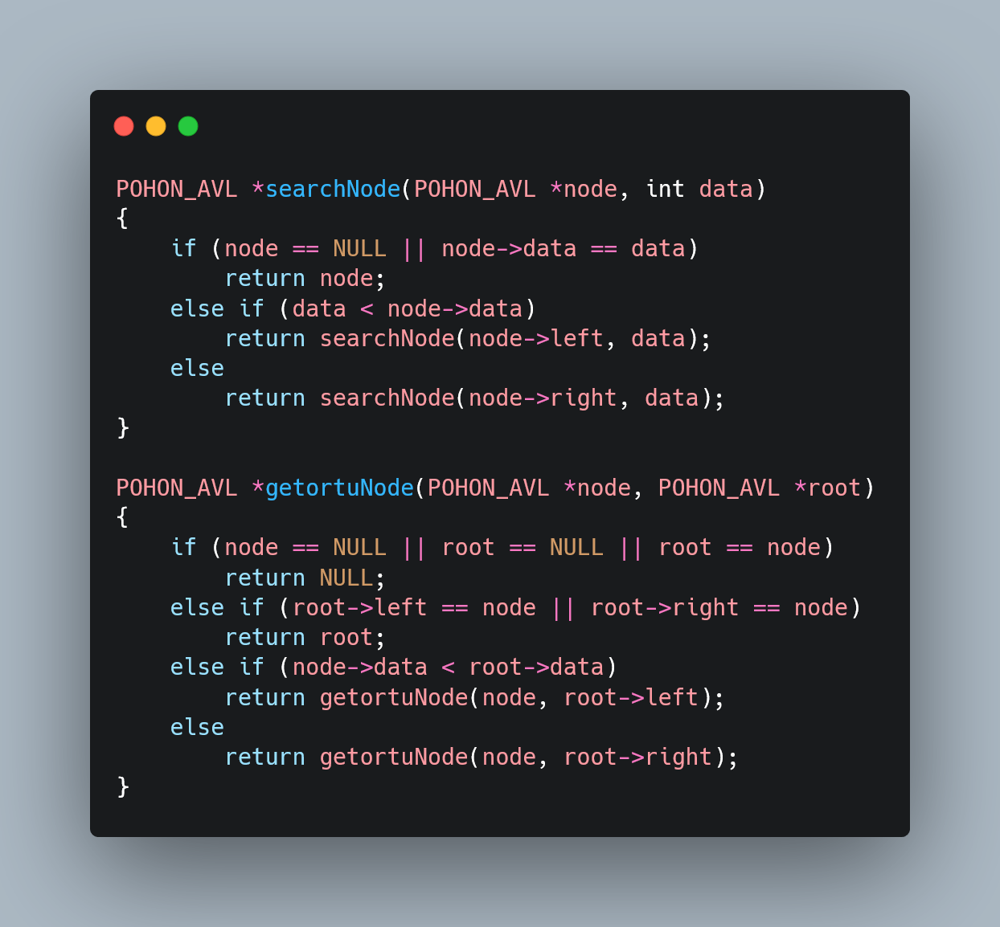 POHON_AVL *searchNode(POHON_AVL *node, int data)
{
    if (node == NULL || node->data == data)
        return node;
    else if (data < node->data)
        return searchNode(node->left, data);
    else
        return searchNode(node->right, data);
}

POHON_AVL *getortuNode(POHON_AVL *node, POHON_AVL *root)
{
    if (node == NULL || root == NULL || root == node)
        return NULL;
    else if (root->left == node || root->right == node)
        return root;
    else if (node->data < root->data)
        return getortuNode(node, root->left);
    else
        return getortuNode(node, root->right);
}